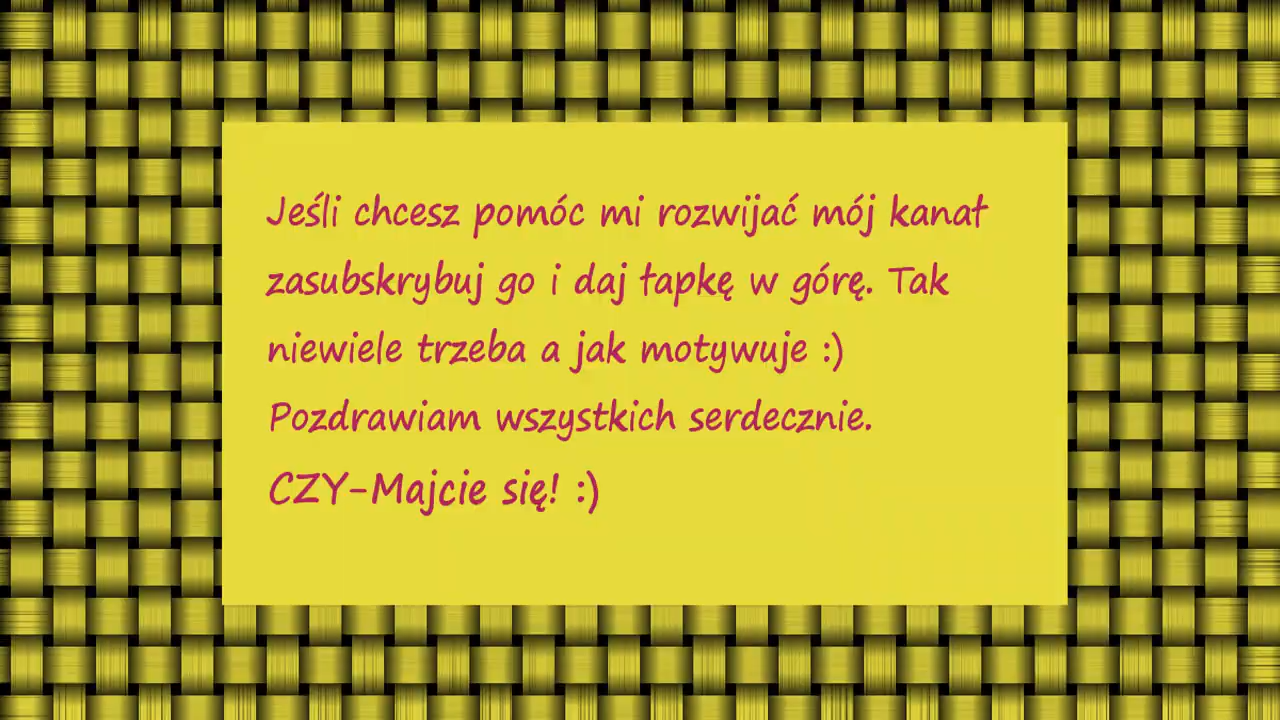 Jeśli chcesz pomóc mi rozwijać mój kanał
zasubskrybuj go i daj łapkę w górę. Tak
niewiele trzeba a jak motywuje :)
Pozdrawiam wszystkich serdecznie.
CZY-Majcie się! :)